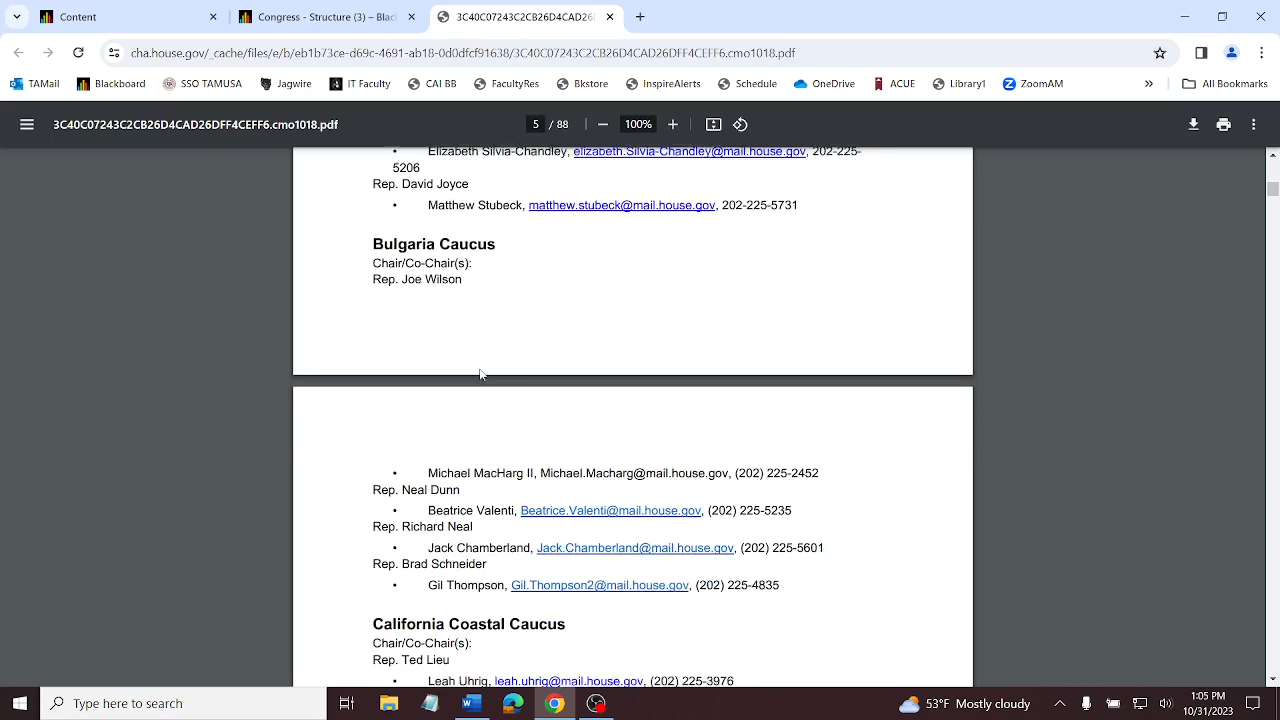 Content
Congress - Structure (3) – Blac
3C40C07243C2CB26D4CAD26
cha.house.gov/_cache/files/e/b/eb1b73ce-d69c-4691-ab18-0d0dfcf91638/3C40C07243C2CB26D4CAD26DFF4CEFF6.cmo1018.pdf
TAMail Blackboard SSO TAMUSA Jagwire IT Faculty CAI BB FacultyRes Bkstore InspireAlerts Schedule OneDrive ACUE Library1 ZoomAM » All Bookmarks
3C40C07243C2CB26D4CAD26DFF4CEFF6.cmo1018.pdf 5 / 88 100%
• Elizabeth Silvia-Chandley, elizabeth.Silvia-Chandley@mail.house.gov, 202-225-
5206
Rep. David Joyce
• Matthew Stubeck, matthew.stubeck@mail.house.gov, 202-225-5731
Bulgaria Caucus
Chair/Co-Chair(s):
Rep. Joe Wilson
• Michael MacHarg II, Michael.Macharg@mail.house.gov, (202) 225-2452
Rep. Neal Dunn
• Beatrice Valenti, Beatrice.Valenti@mail.house.gov, (202) 225-5235
Rep. Richard Neal
• Jack Chamberland, Jack.Chamberland@mail.house.gov, (202) 225-5601
Rep. Brad Schneider
• Gil Thompson, Gil.Thompson2@mail.house.gov, (202) 225-4835
California Coastal Caucus
Chair/Co-Chair(s):
Rep. Ted Lieu
• Leah Uhrig, leah.uhrig@mail.house.gov, (202) 225-3976
Type here to search
53°F Mostly cloudy
1:05 PM
10/31/2023